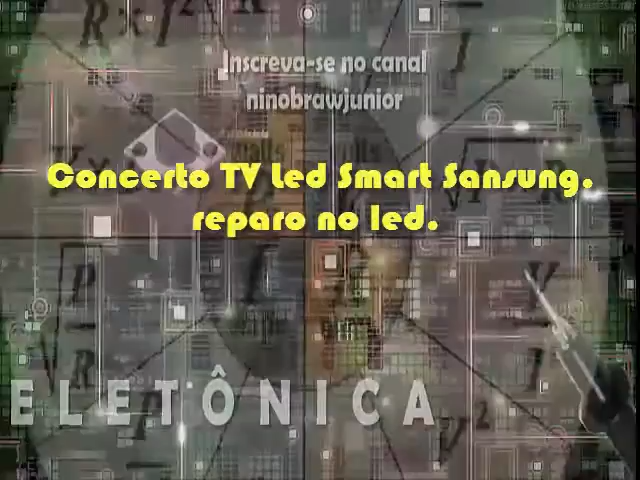 Inscreva-se no canal
ninobrawjunior
Concerto TV Led Smart Sansung.
reparo no led.
ELETÔNICA